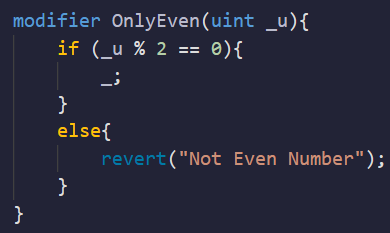 modifier OnlyEven(uint _u){
    if (_u % 2 == 0){
        _;
    }
    else{
        revert("Not Even Number");
    }
}